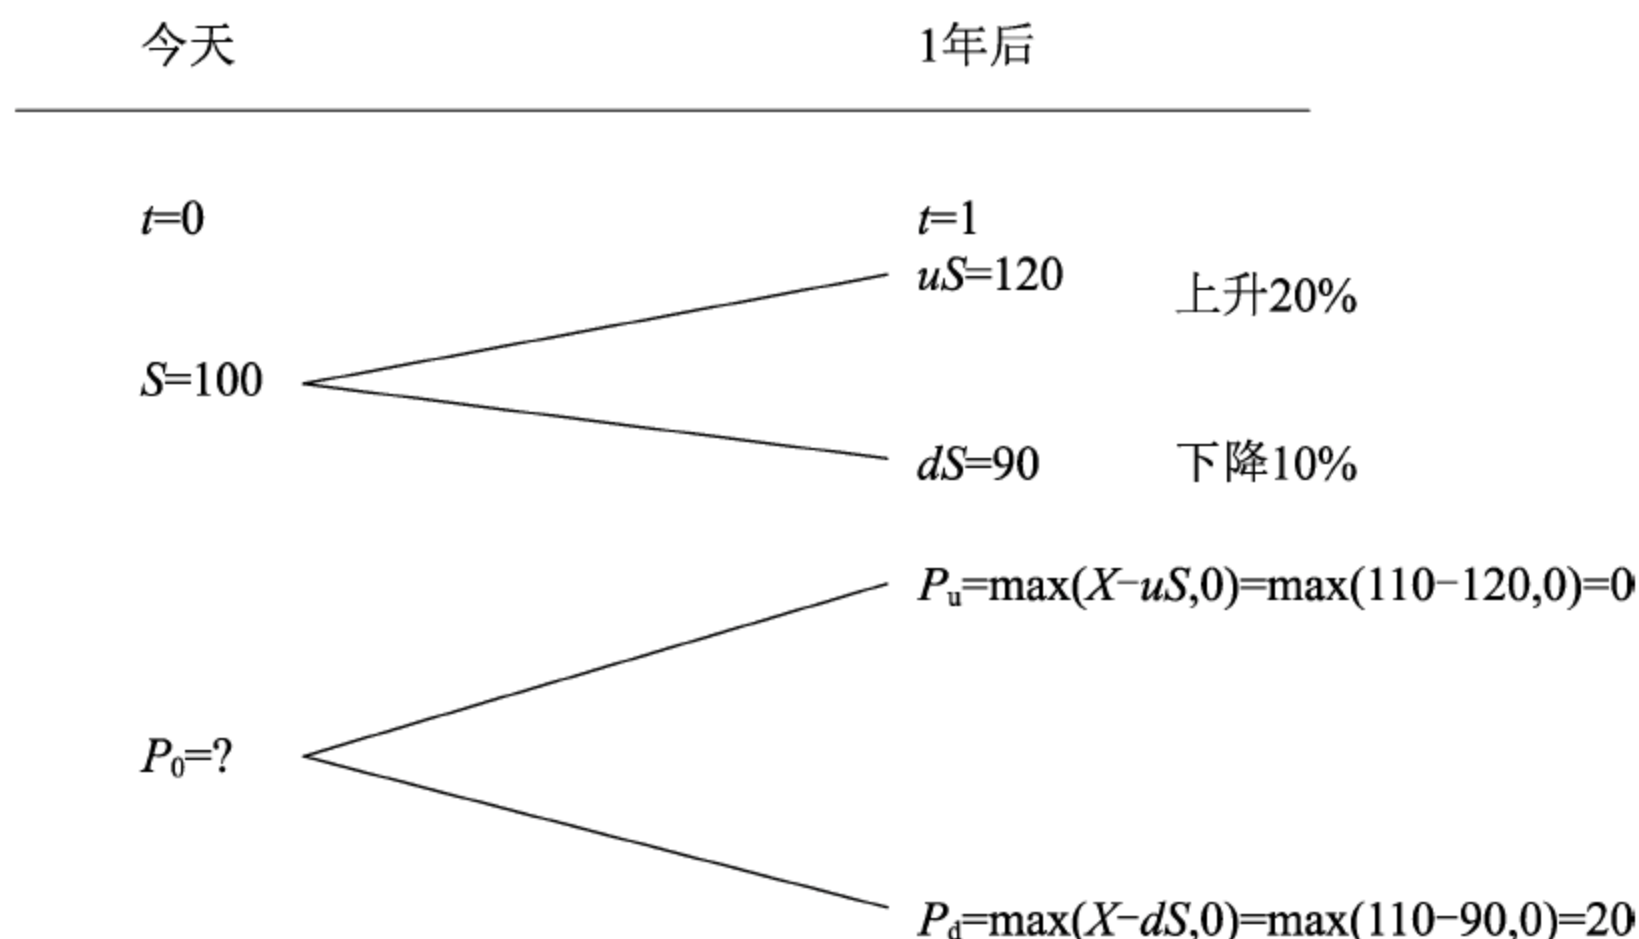 今天 1年后
t=0 t=1
uS=120 上升20%
S=100
dS=90 下降10%
Pu=max(X-uS,0)=max(110-120,0)=0
P0=?
Pd=max(X-dS,0)=max(110-90,0)=20